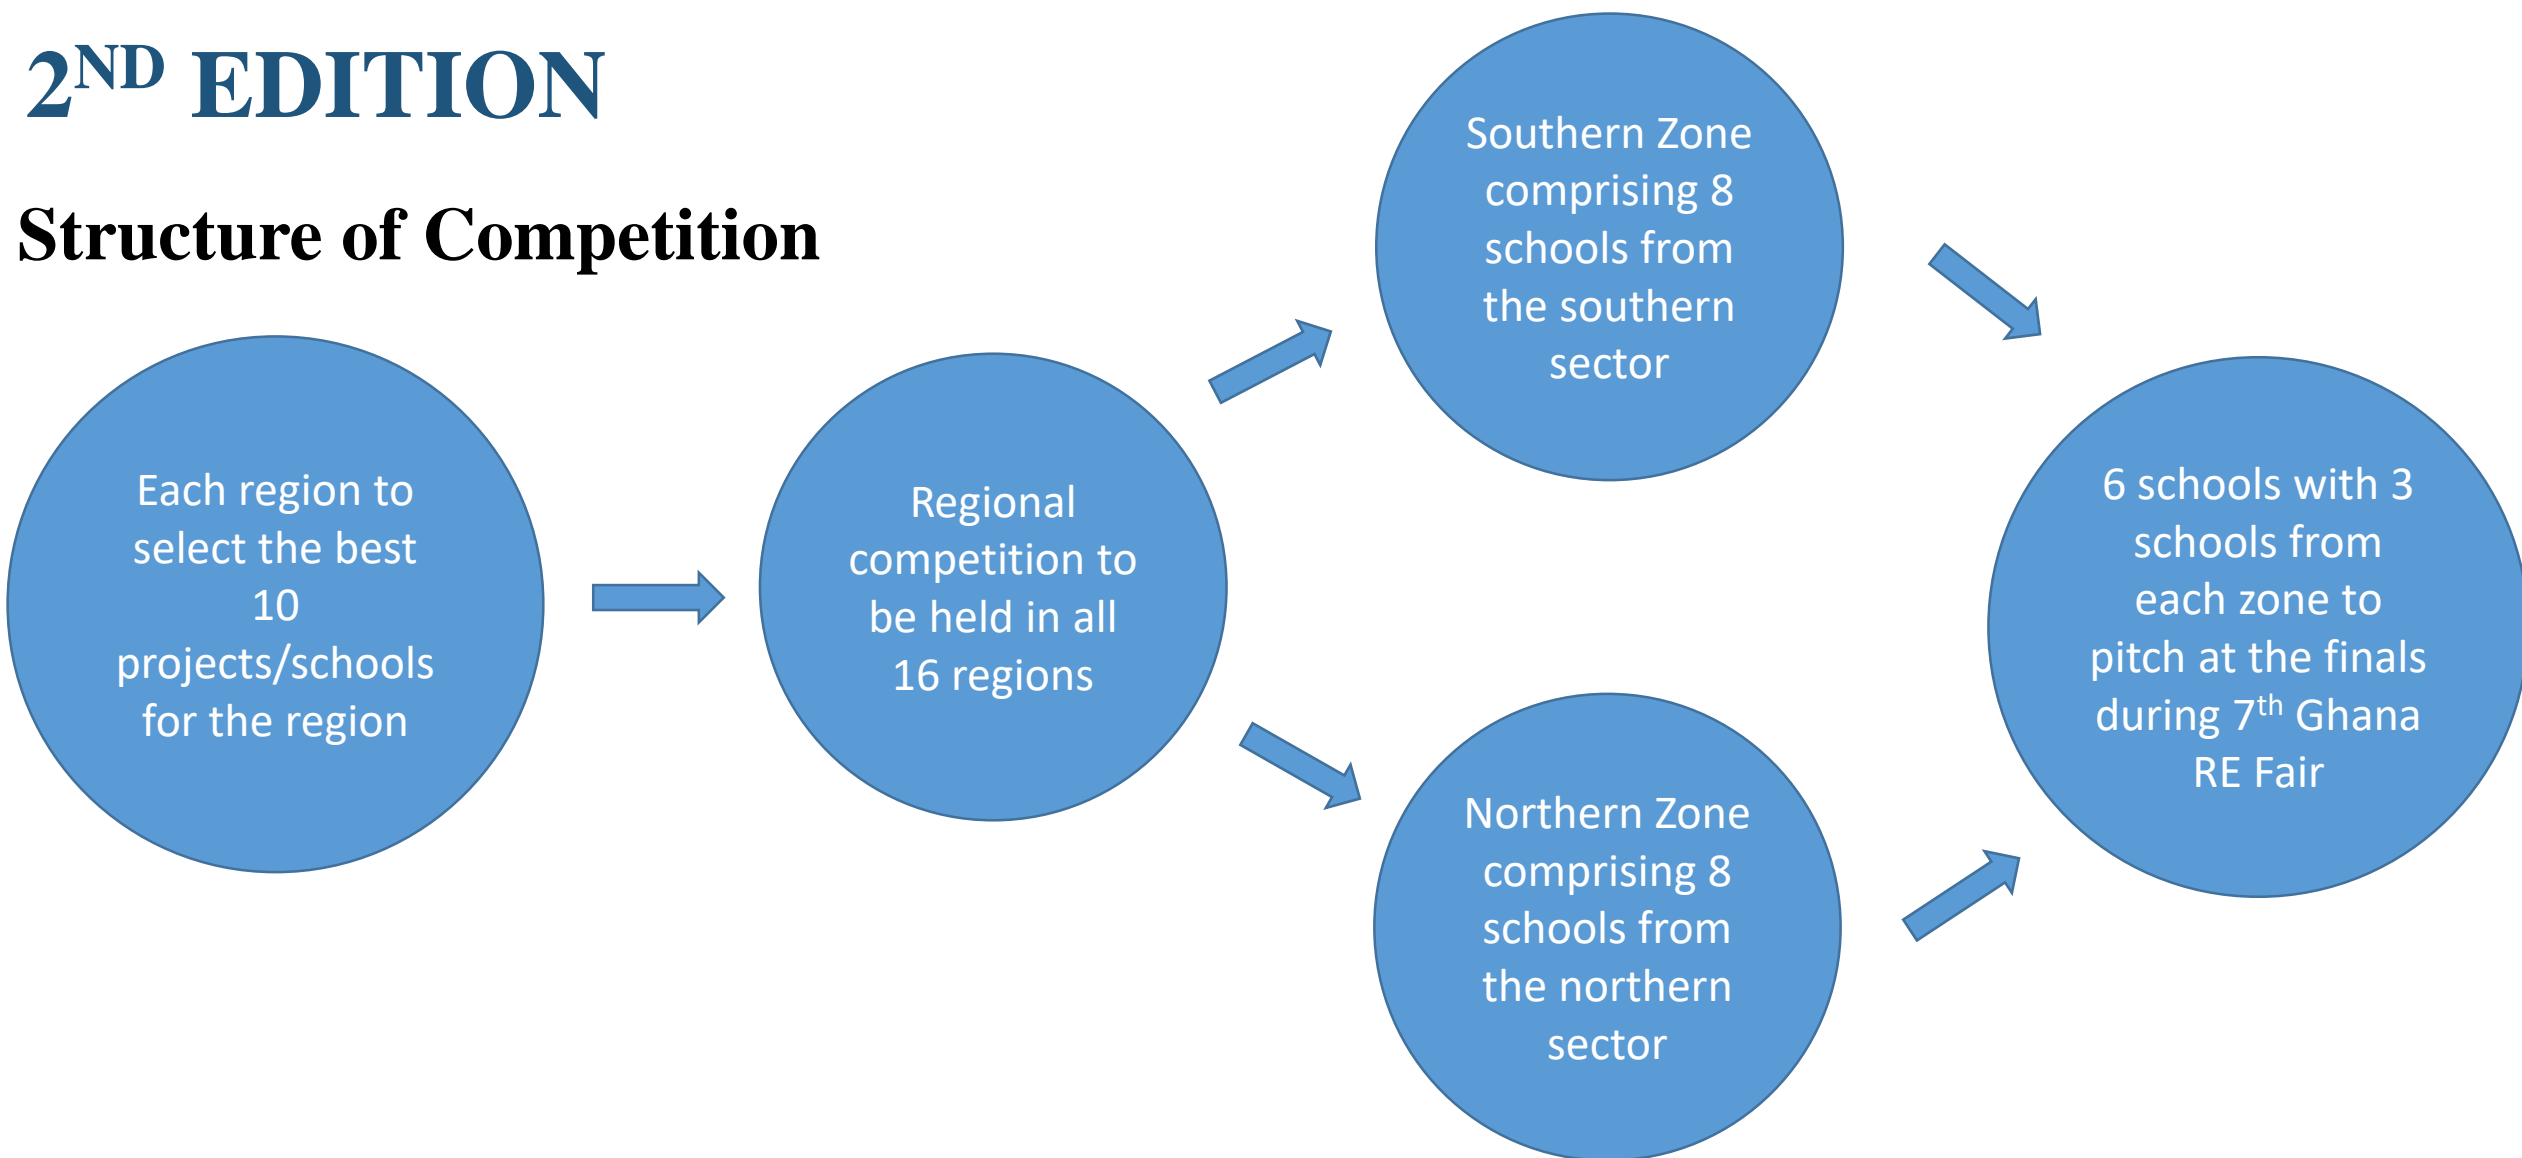 2ND EDITION
Structure of Competition
Each region to
select the best
10
projects/schools
for the region
Regional
competition to
be held in all
16 regions
Southern Zone
comprising 8
schools from
the southern
sector
Northern Zone
comprising 8
schools from
the northern
sector
6 schools with 3
schools from
each zone to
pitch at the finals
during 7th Ghana
RE Fair